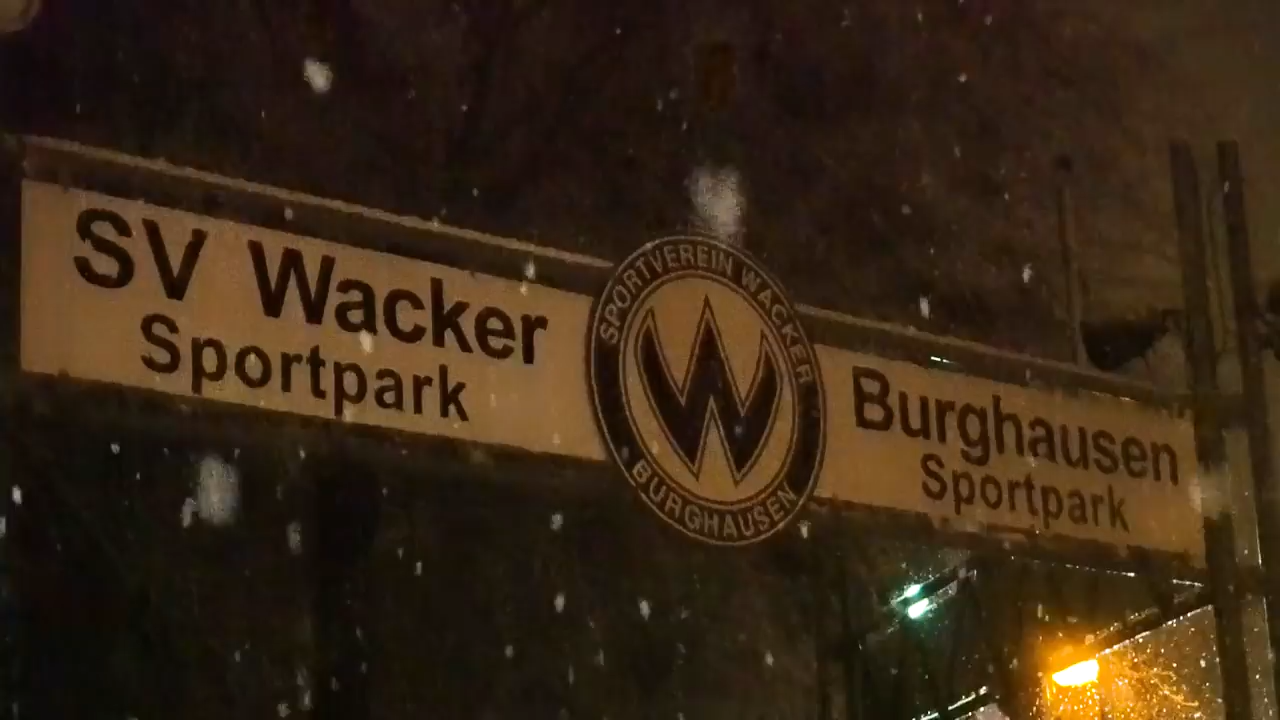 SV Wacker
Sportpark
SPORTVEREIN WACKER
W
BURGHAUSEN
Burghausen
Sportpark